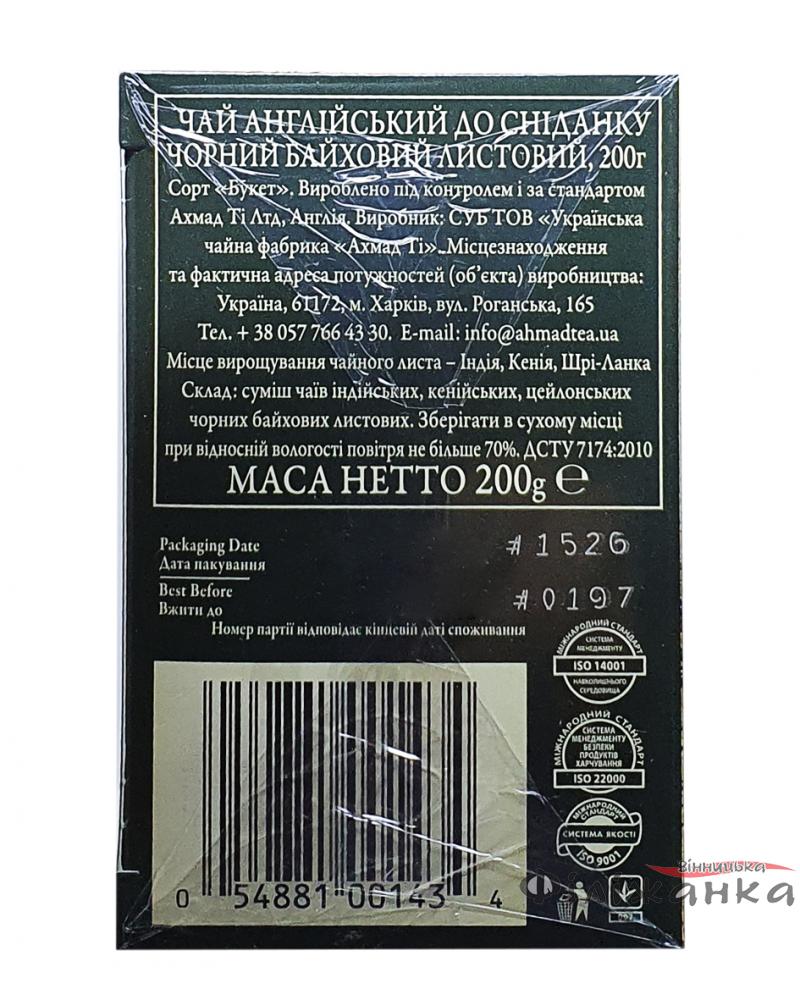 ЧАЙ АНГЛІЙСЬКИЙ ДО СНІДАНКУ
ЧОРНИЙ БАЙХОВИЙ ЛИСТОВИЙ, 200г
Сорт «Букет». Вироблено під контролем і за стандартом
Ахмад Ті Лтд, Англія. Виробник: СУБ ТОВ «Українська
чайна фабрика «Ахмад Ті». Місцезнаходження
та фактична адреса потужностей (об'єкта) виробництва:
Україна, 61172, м. Харків, вул. Роганська, 165
Тел. + 38 057 766 43 30. E-mail: info@ahmadtea.ua
Місце вирощування чайного листа – Індія, Кенія, Шрі-Ланка
Склад: суміш чаїв індійських, кенійських, цейлонських
чорних байхових листових. Зберігати в сухому місці
при відносній вологості повітря не більше 70%. ДСТУ 7174:2010
МАСА НЕТТО 200g ℮
Packaging Date
Дата пакування
#1526
Best Before
Вжити до
#0197
Номер партії відповідає кінцевій даті споживання
МІЖНАРОДНИЙ СТАНДАРТ
СИСТЕМА
МЕНЕДЖМЕНТУ
ISO 14001
НАВКОЛИШНЬОГО
СЕРЕДОВИЩА
МІЖНАРОДНИЙ СТАНДАРТ
СИСТЕМА
МЕНЕДЖМЕНТУ
БЕЗПЕКИ
ПРОДУКТІВ
ХАРЧУВАННЯ
ISO 22000
МІЖНАРОДНИЙ
СТАНДАРТ
СИСТЕМА ЯКОСТІ
ISO 9001
0 54881 00143 4
Вінницька
Філіжанка